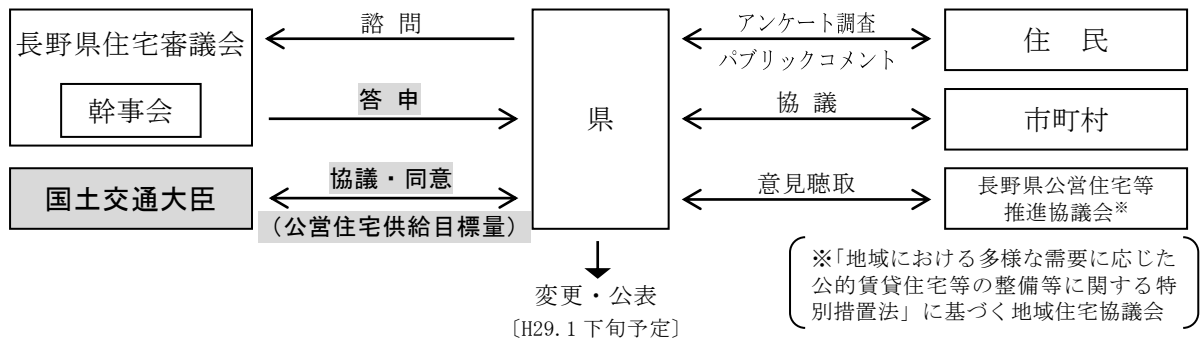 長野県住宅審議会
幹事会
諮 問
答 申
国土交通大臣
協議・同意
(公営住宅供給目標量)
県
変更・公表
〔H29.1 下旬予定〕
アンケート調査
パブリックコメント
住 民
協 議
市町村
意見聴取
長野県公営住宅等
推進協議会※
※「地域における多様な需要に応じた
公的賃貸住宅等の整備等に関する特
別措置法」に基づく地域住宅協議会